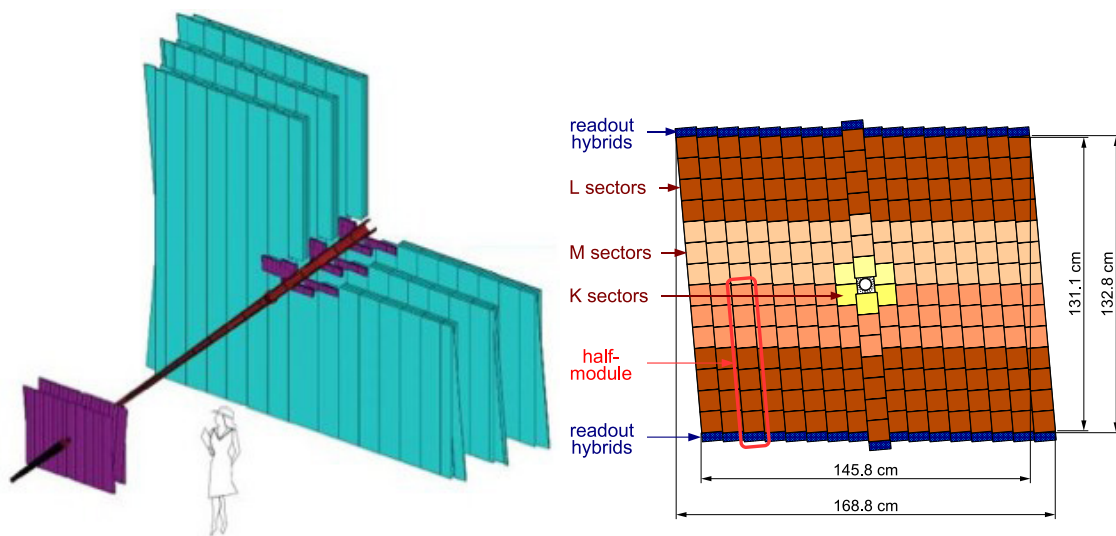 readout
hybrids
L sectors
M sectors
K sectors
half-
module
readout
hybrids
131.1 cm
132.8 cm
145.8 cm
168.8 cm